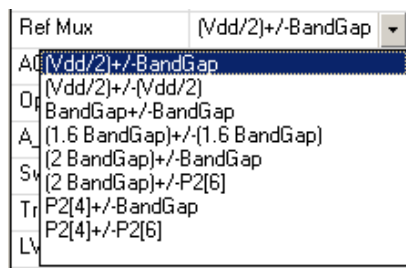 Ref Mux (Vdd/2)+/-BandGap
(Vdd/2)+/-BandGap
(Vdd/2)+/-(Vdd/2)
BandGap+/-BandGap
(1.6 BandGap)+/-(1.6 BandGap)
(2 BandGap)+/-BandGap
(2 BandGap)+/-P2[6]
P2[4]+/-BandGap
P2[4]+/-P2[6]